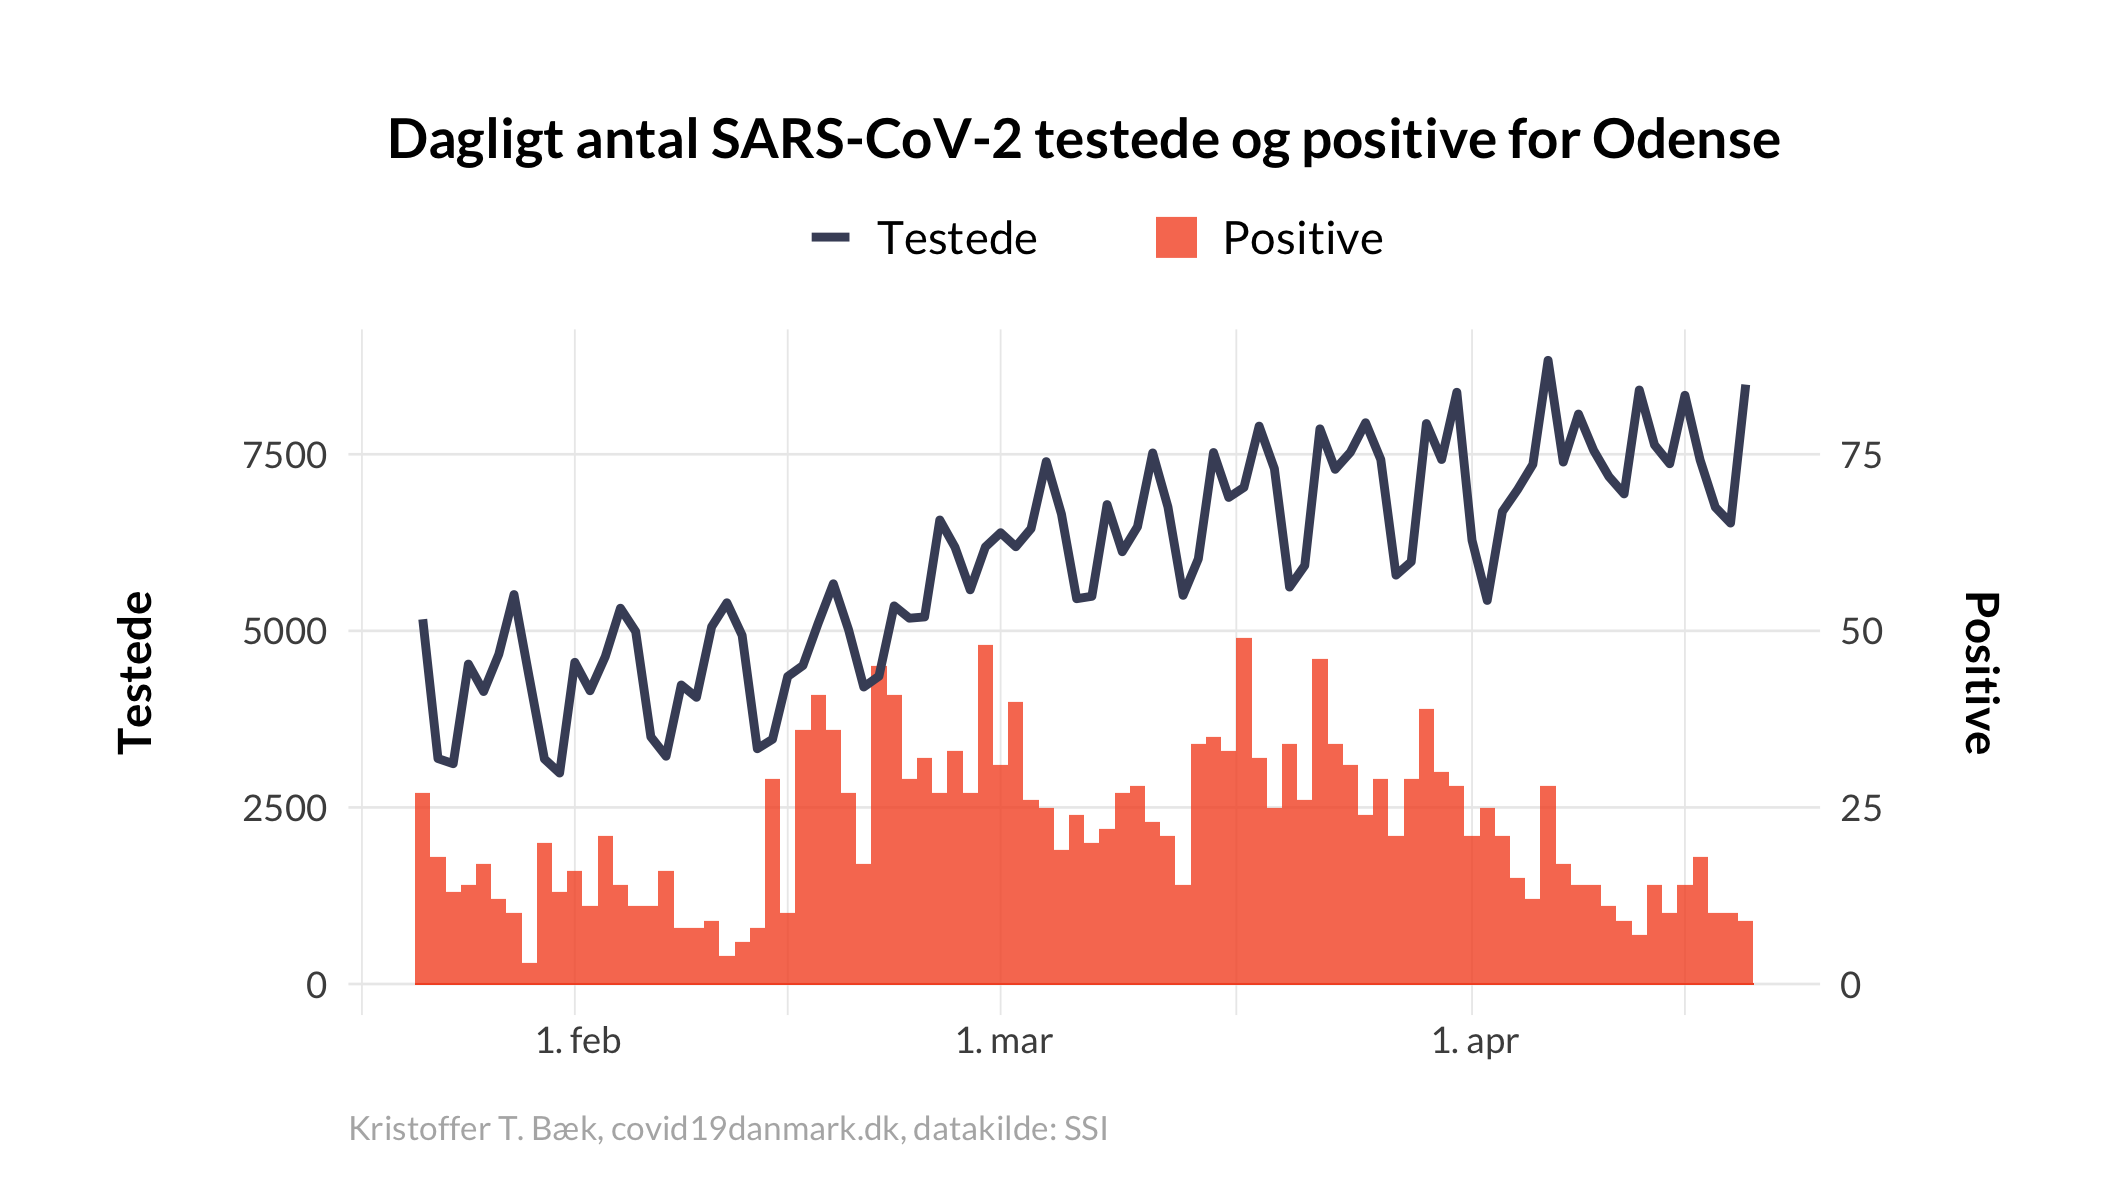 Dagligt antal SARS-CoV-2 testede og positive for Odense
Testede
Positive
7500
5000
2500
0
Testede
75
50
25
0
Positive
1. feb
1. mar
1. apr
Kristoffer T. Bæk, covid19danmark.dk, datakilde: SSI